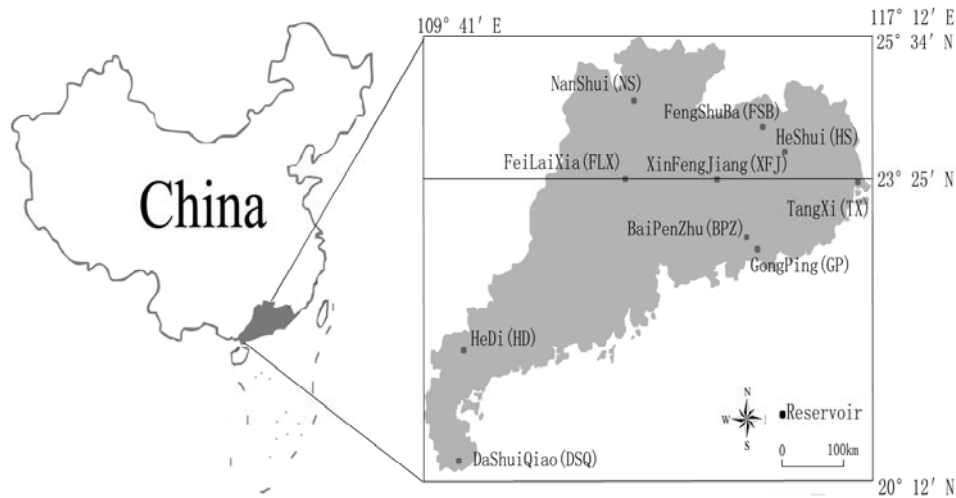 109° 41′ E
117° 12′ E
25° 34′ N
NanShui(NS)
FengShuBa(FSB)
HeShui(HS)
FeiLaiXia(FLX)
XinFengJiang(XFJ)
23° 25′ N
China
TangXi(TX)
BaiPenZhu(BPZ)
GongPing(GP)
HeDi(HD)
N
W
S
Reservoir
0
100km
DaShuiQiao(DSQ)
20° 12′ N